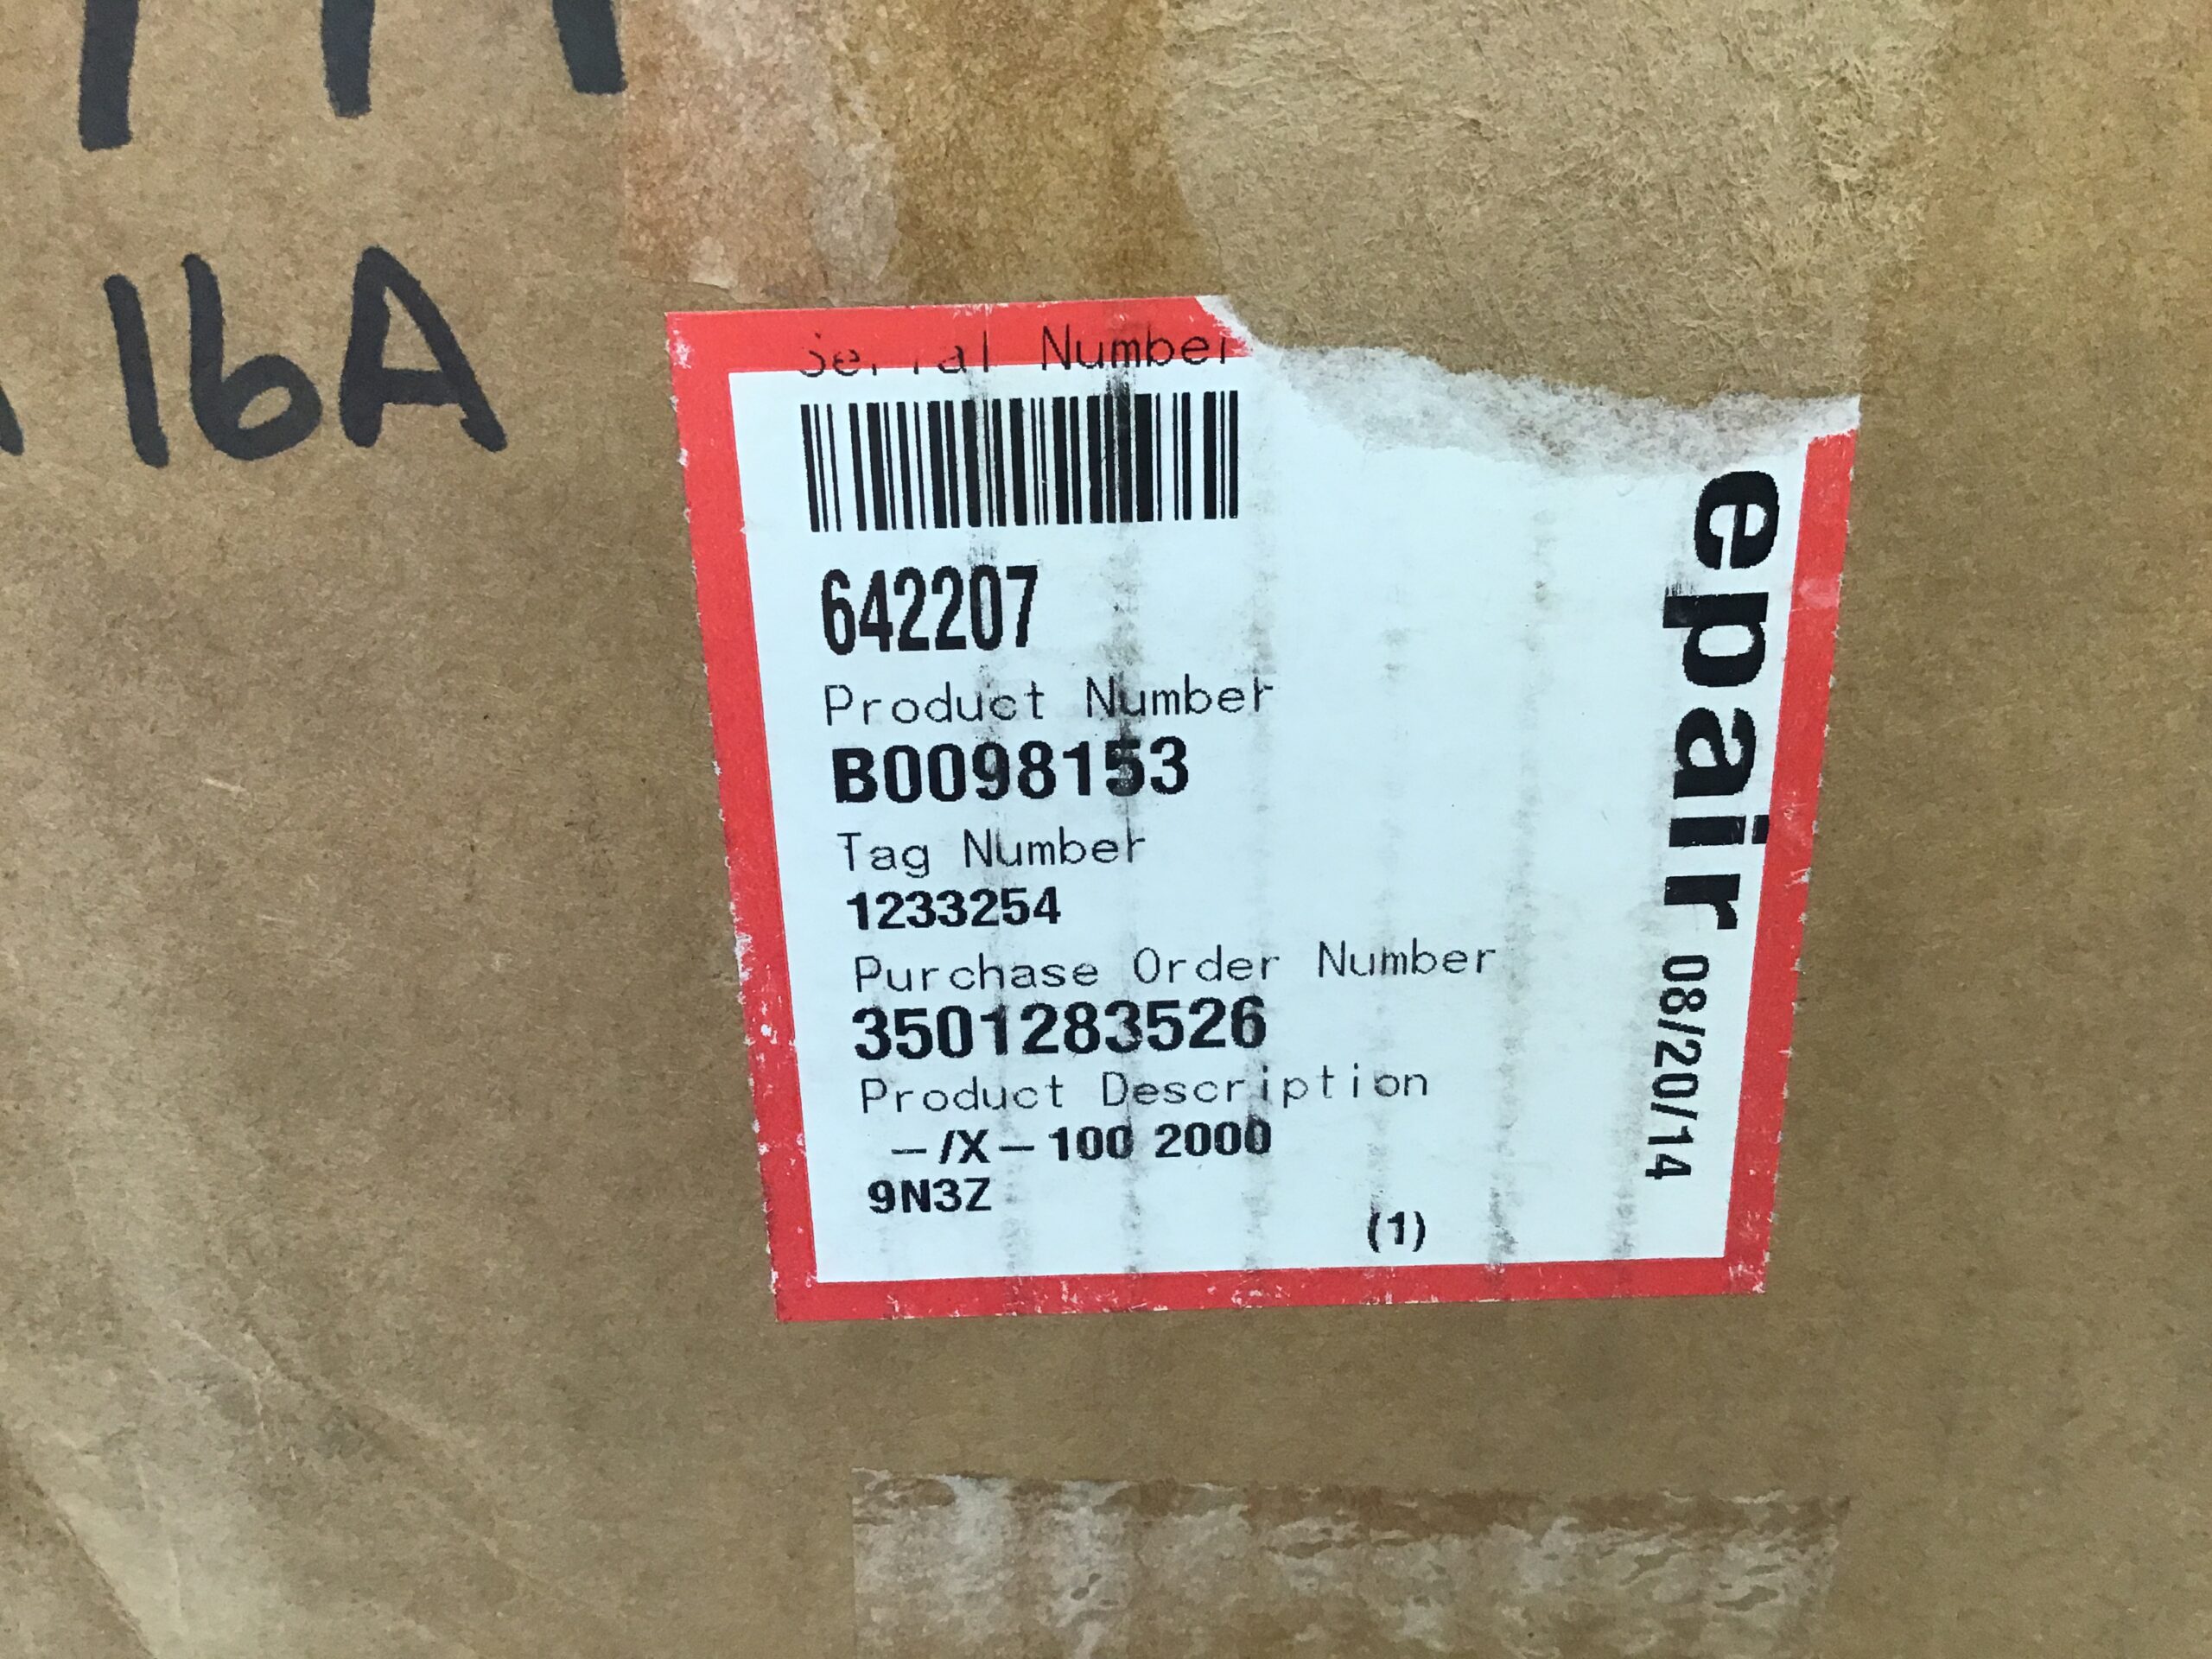 16A
Serial Number
642207
Product Number
B0098153
Tag Number
1233254
Purchase Order Number
3501283526
Product Description
-/X-100 2000
9N3Z
(1)
epair 08/20/14